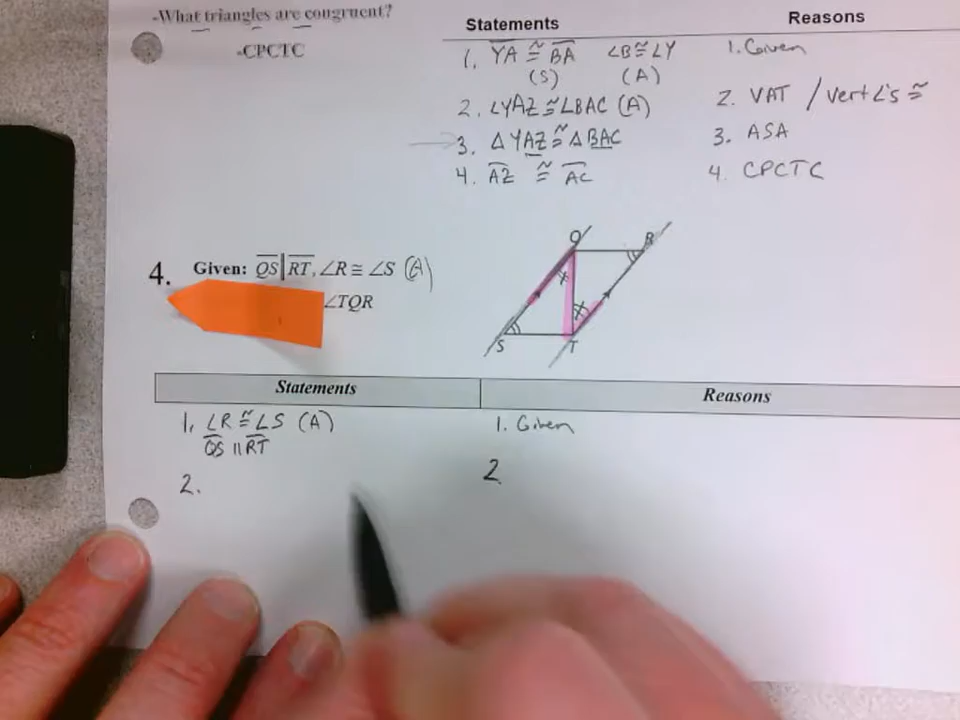 -What triangles are congruent?
-CPCTC
Statements Reasons
1. YA ≅ BA ∠B≅∠Y 1. Given
(S) (A)
2. ∠YAZ≅∠BAC (A) 2. VAT / Vert∠'s ≅
3. △YAZ≅△BAC 3. ASA
4. AZ ≅ AC 4. CPCTC
4. Given: QS||RT, ∠R ≅ ∠S (A)
∠TQR
Q R
S T
Statements Reasons
1. ∠R≅∠S (A) 1. Given
QS || RT
2. 2.